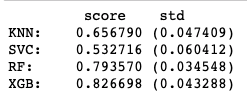 score std
KNN: 0.656790 (0.047409)
SVC: 0.532716 (0.060412)
RF: 0.793570 (0.034548)
XGB: 0.826698 (0.043288)